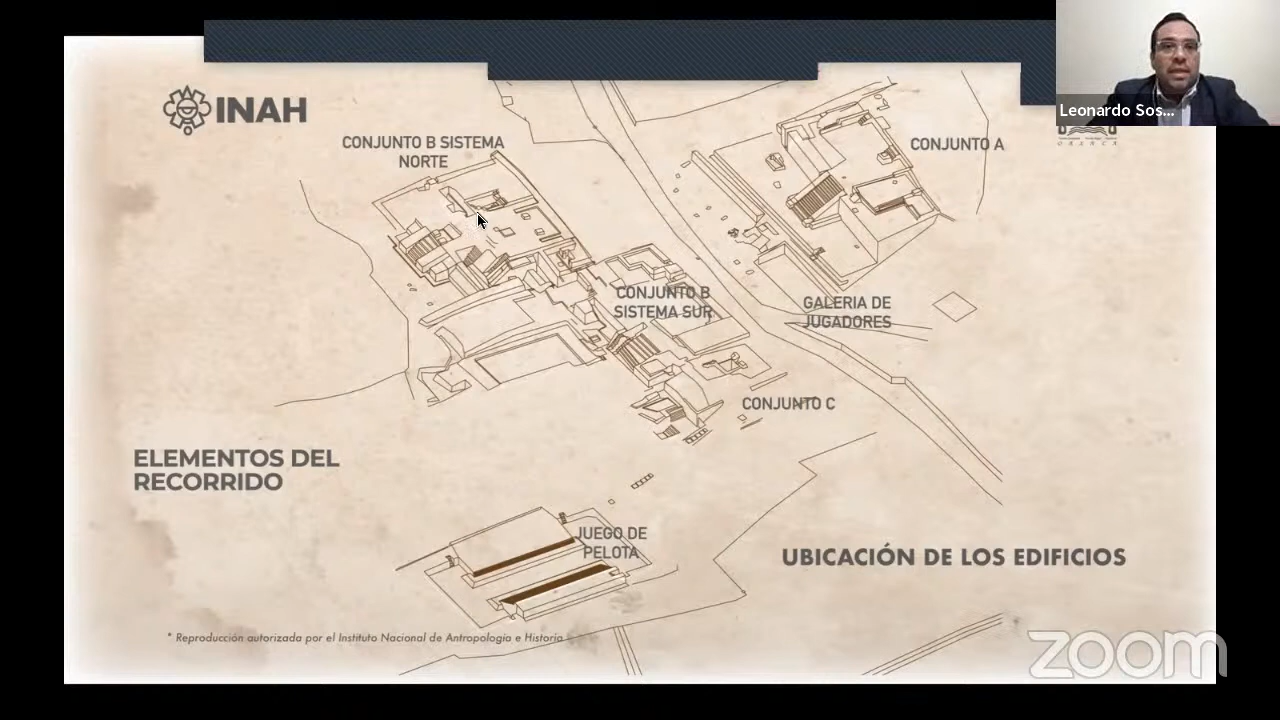 INAH
Leonardo Sos...
OAXACA
CONJUNTO B SISTEMA
NORTE
CONJUNTO A
CONJUNTO B
SISTEMA SUR
GALERIA DE
JUGADORES
CONJUNTO C
ELEMENTOS DEL
RECORRIDO
JUEGO DE
PELOTA
UBICACIÓN DE LOS EDIFICIOS
* Reproducción autorizada por el Instituto Nacional de Antropología e Historia
zoom